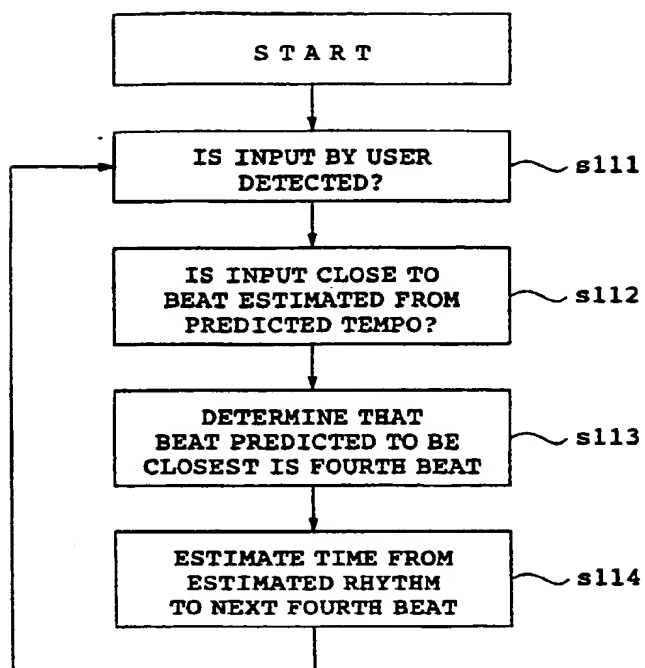 START
IS INPUT BY USER
DETECTED?
s111
IS INPUT CLOSE TO
BEAT ESTIMATED FROM
PREDICTED TEMPO?
s112
DETERMINE THAT
BEAT PREDICTED TO BE
CLOSEST IS FOURTH BEAT
s113
ESTIMATE TIME FROM
ESTIMATED RHYTHM
TO NEXT FOURTH BEAT
s114